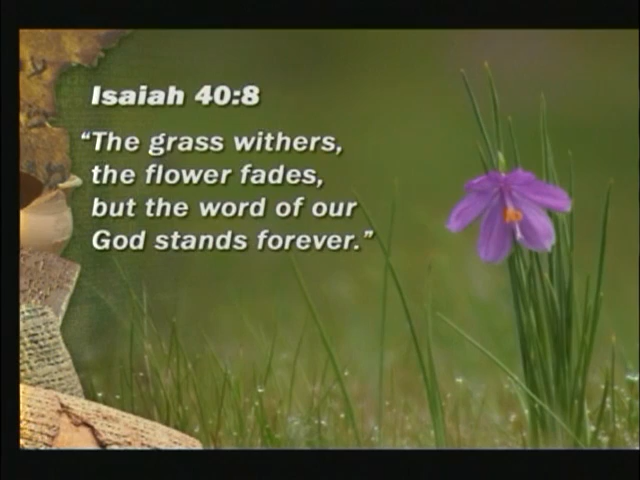 Isaiah 40:8
“The grass withers,
the flower fades,
but the word of our
God stands forever.”